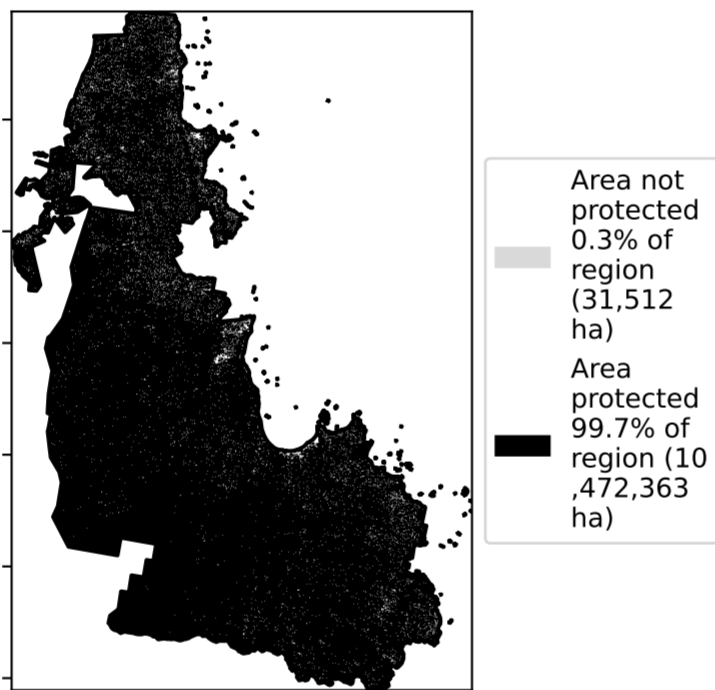 Area not
protected
0.3% of
region
(31,512
ha)
Area
protected
99.7% of
region (10
,472,363
ha)